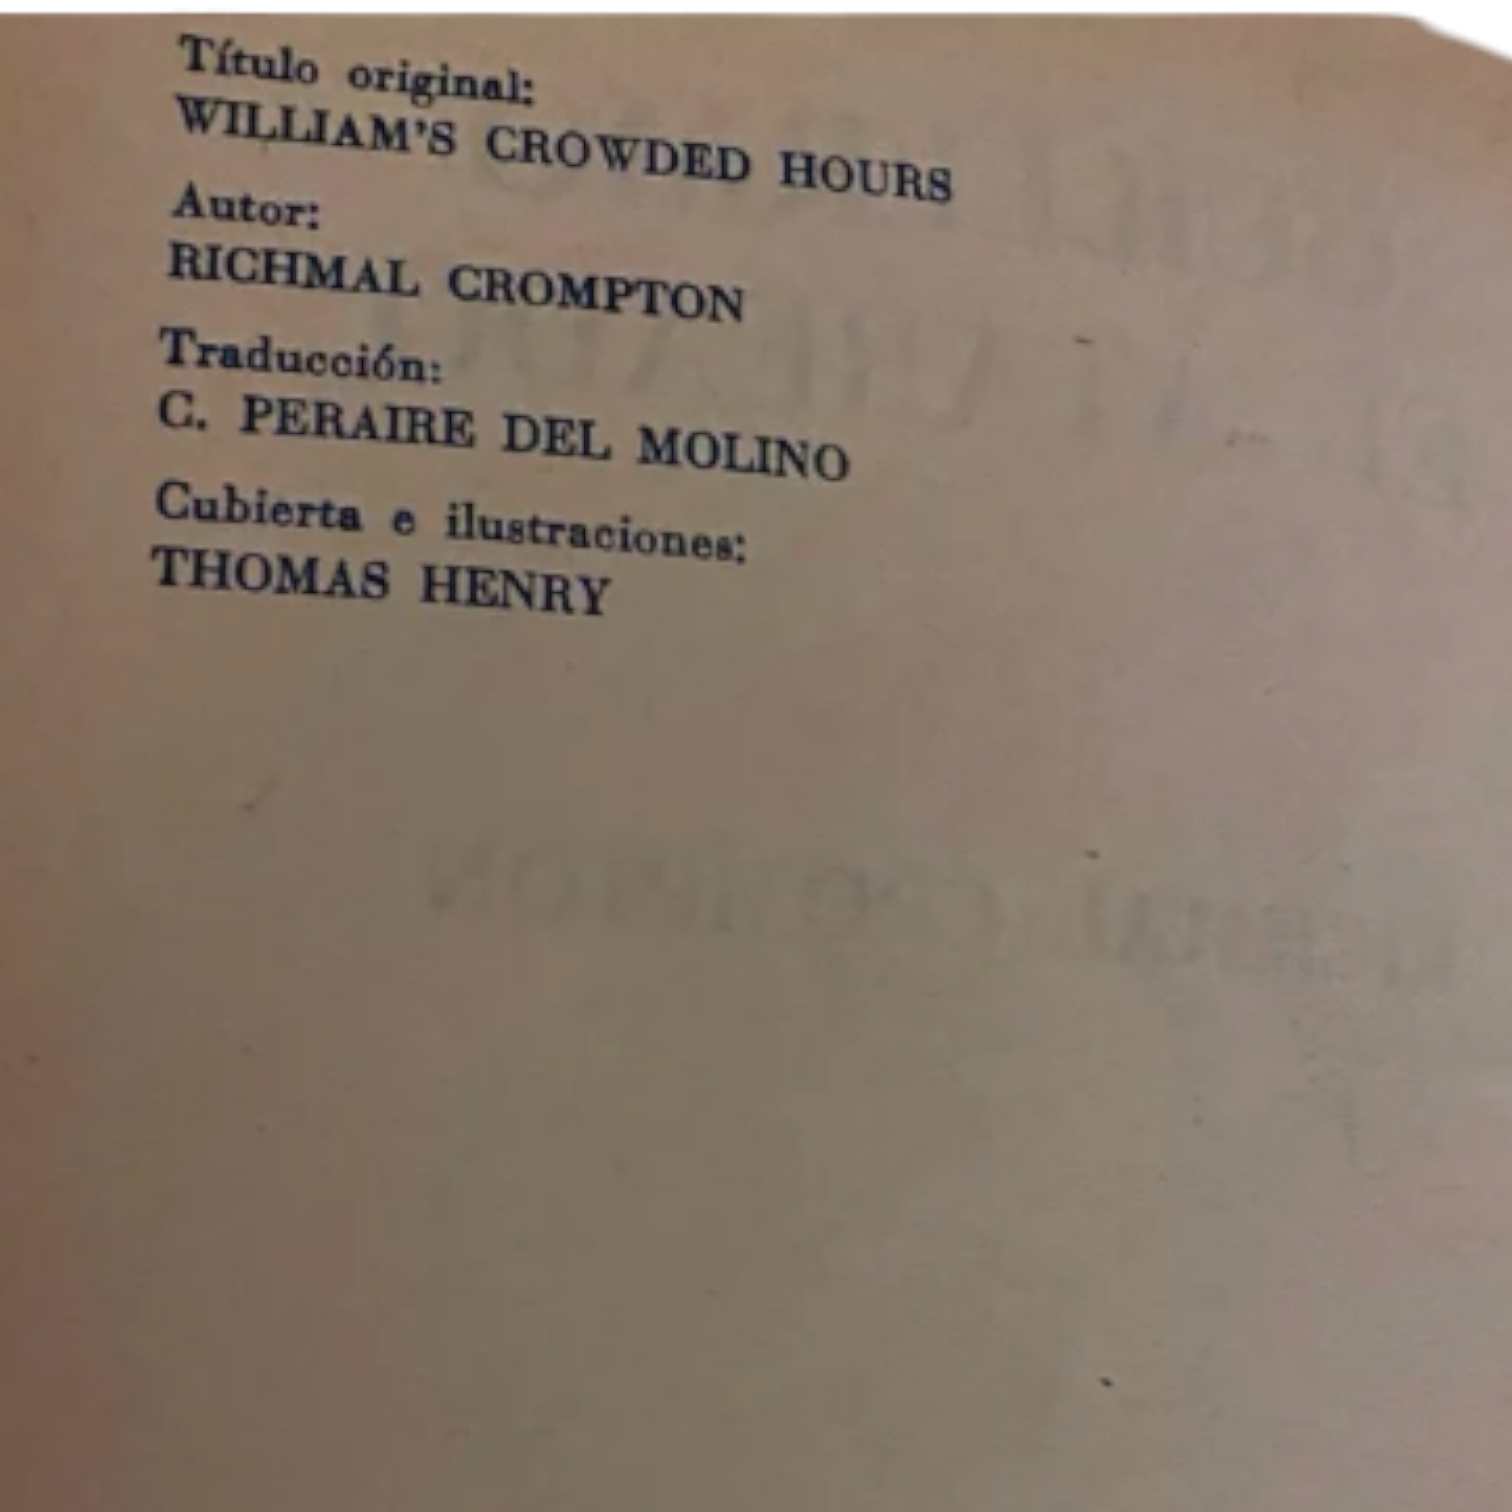 Título original:
WILLIAM'S CROWDED HOURS
Autor:
RICHMAL CROMPTON
Traducción:
C. PERAIRE DEL MOLINO
Cubierta e ilustraciones:
THOMAS HENRY